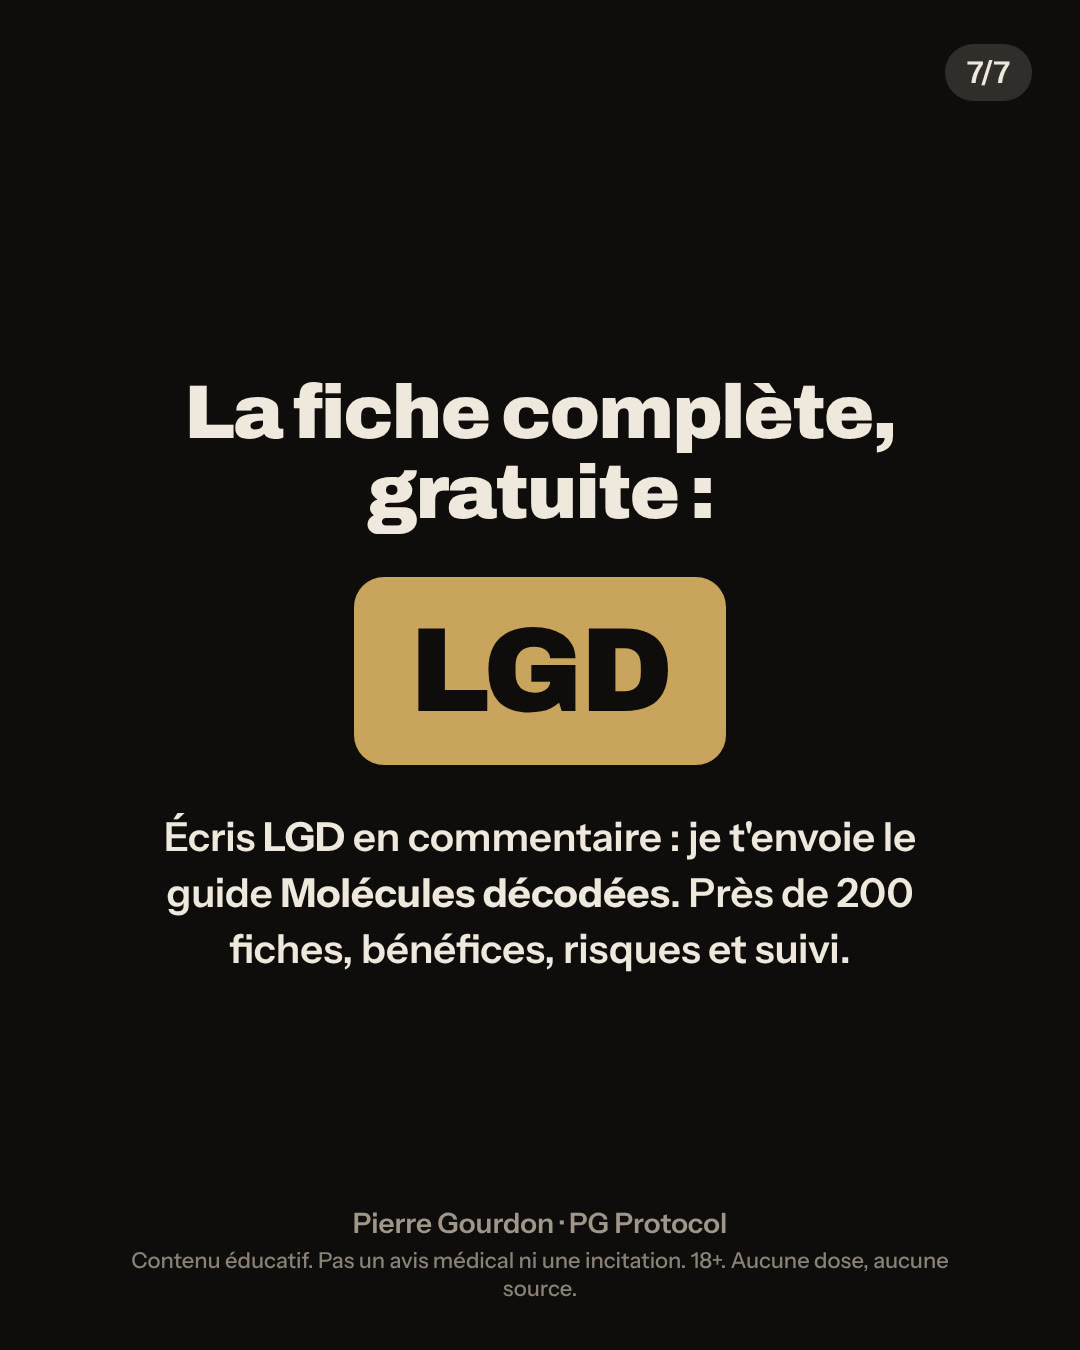 7/7
La fiche complète,
gratuite :
LGD
Écris LGD en commentaire : je t'envoie le
guide Molécules décodées. Près de 200
fiches, bénéfices, risques et suivi.
Pierre Gourdon · PG Protocol
Contenu éducatif. Pas un avis médical ni une incitation. 18+. Aucune dose, aucune
source.